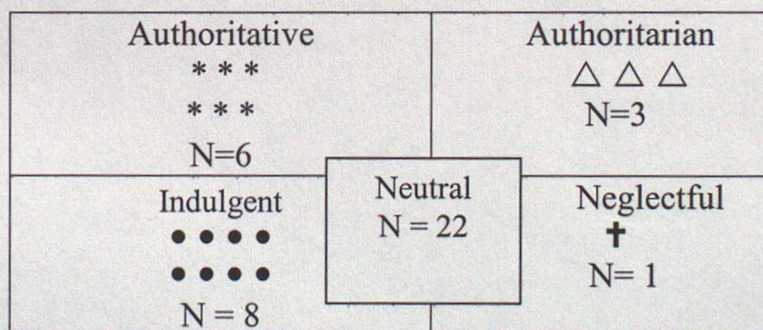 Authoritative
* * *
* * *
N=6
Authoritarian
△ △ △
N=3
Indulgent
● ● ● ●
● ● ● ●
N = 8
Neutral
N = 22
Neglectful
✝
N= 1